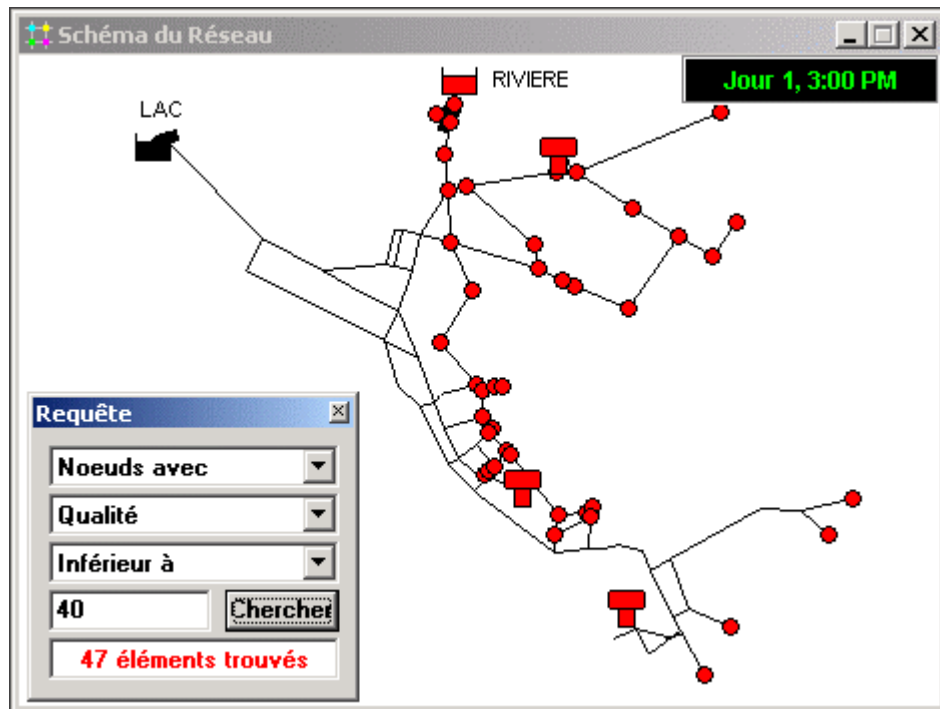 Schéma du Réseau
Jour 1, 3:00 PM
RIVIERE
LAC
Requête
Noeuds avec
Qualité
Inférieur à
40
Chercher
47 éléments trouvés